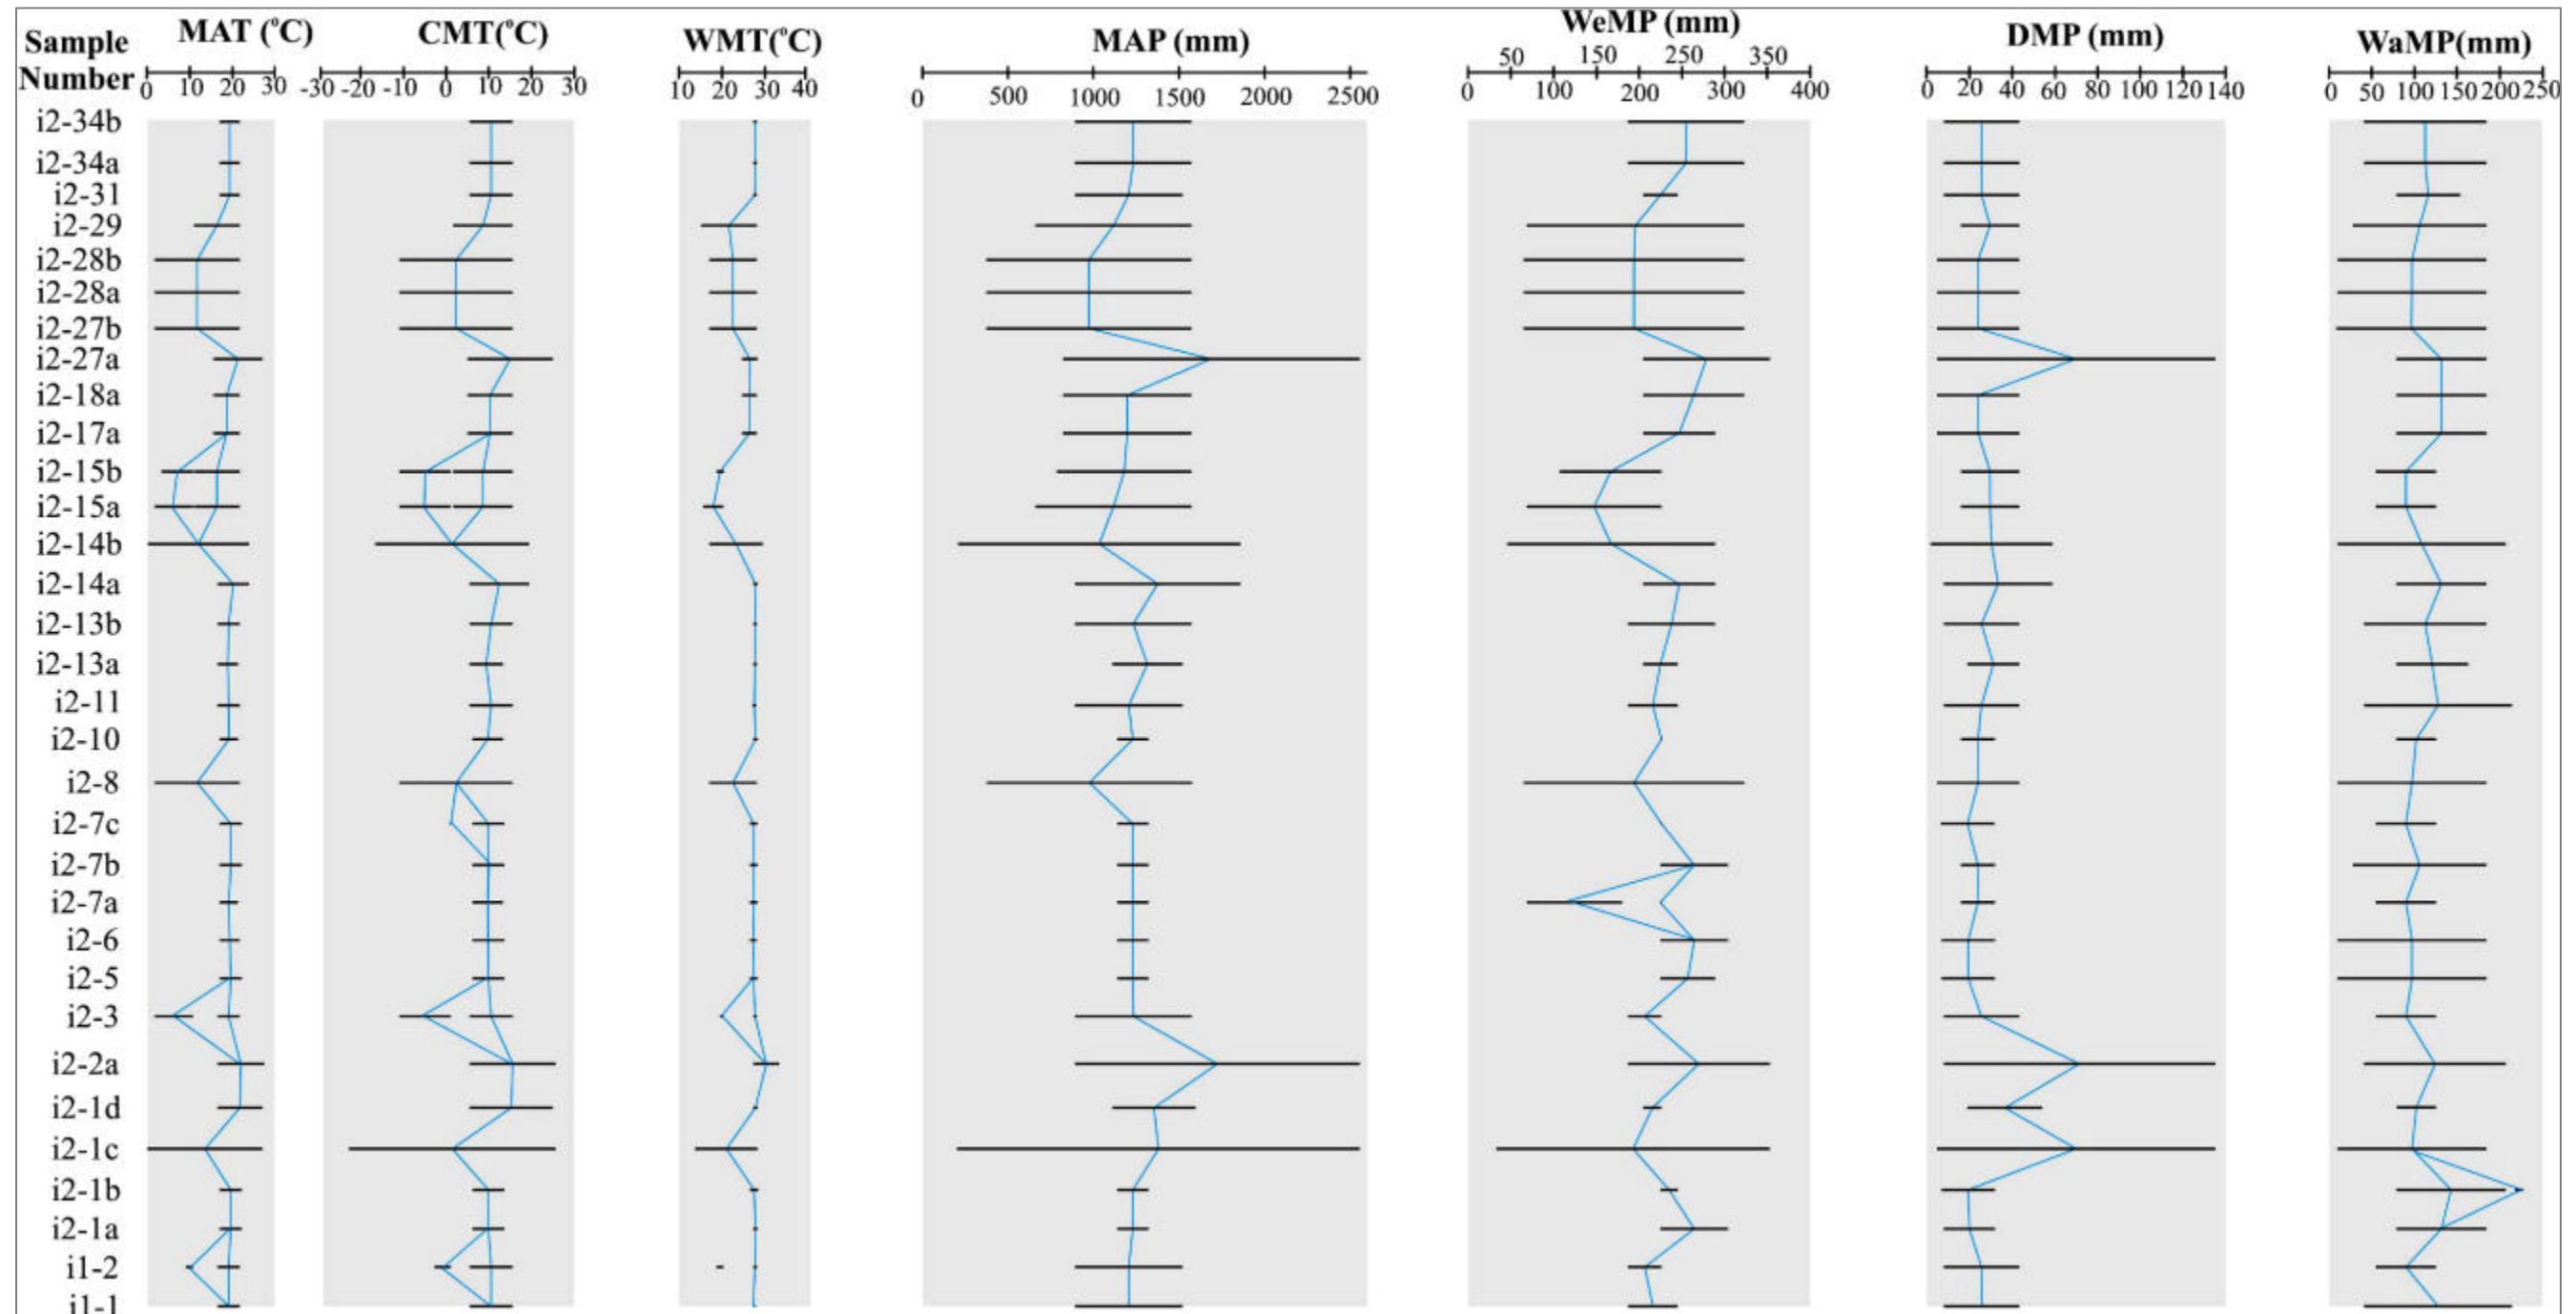 MAT (°C) CMT(°C) WMT(°C) MAP (mm) WeMP (mm) DMP (mm) WaMP(mm)
Sample
Number
0 10 20 30
-30 -20 -10 0 10 20 30
10 20 30 40
0 500 1000 1500 2000 2500
50 150 250 350
0 100 200 300 400
0 20 40 60 80 100 120 140
0 50 100 150 200 250
i2-34b
i2-34a
i2-31
i2-29
i2-28b
i2-28a
i2-27b
i2-27a
i2-18a
i2-17a
i2-15b
i2-15a
i2-14b
i2-14a
i2-13b
i2-13a
i2-11
i2-10
i2-8
i2-7c
i2-7b
i2-7a
i2-6
i2-5
i2-3
i2-2a
i2-1d
i2-1c
i2-1b
i2-1a
i1-2
i1-1